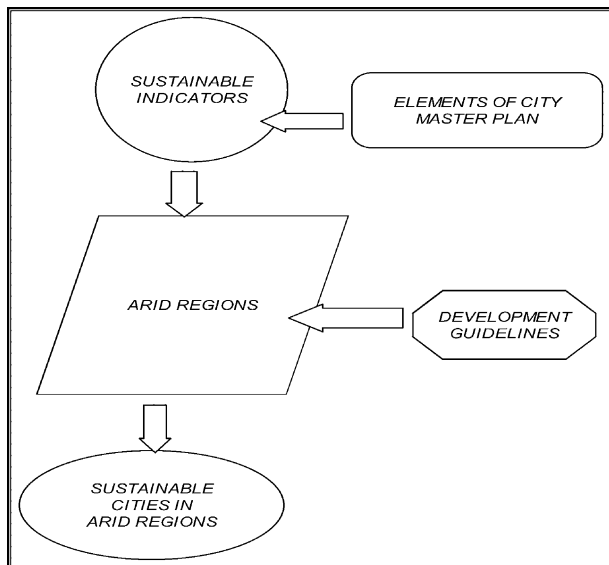 SUSTAINABLE
INDICATORS
ELEMENTS OF CITY
MASTER PLAN
ARID REGIONS
DEVELOPMENT
GUIDELINES
SUSTAINABLE
CITIES IN
ARID REGIONS